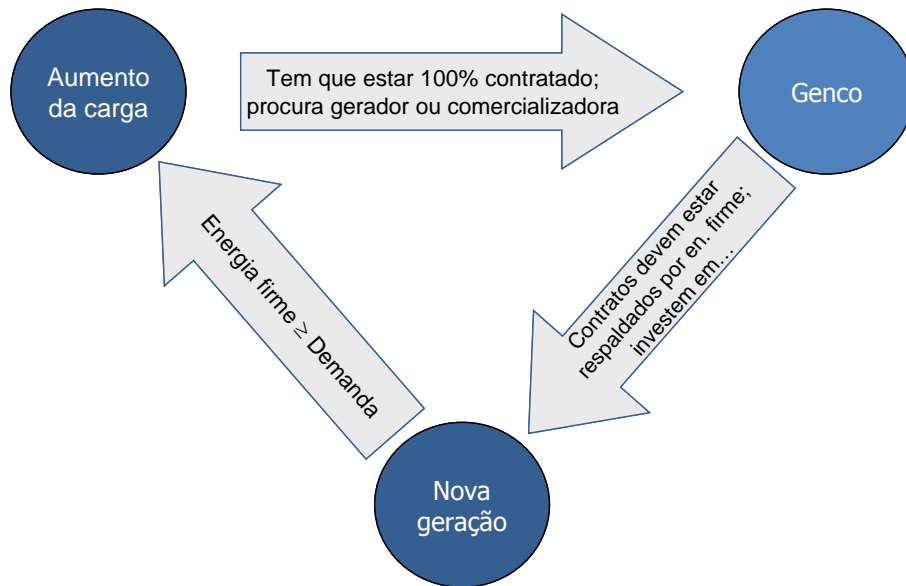 Aumento
da carga
Tem que estar 100% contratado;
procura gerador ou comercializadora
Genco
Contratos devem estar
respaldados por en. firme;
investem em…
Nova
geração
Energia firme ≥ Demanda